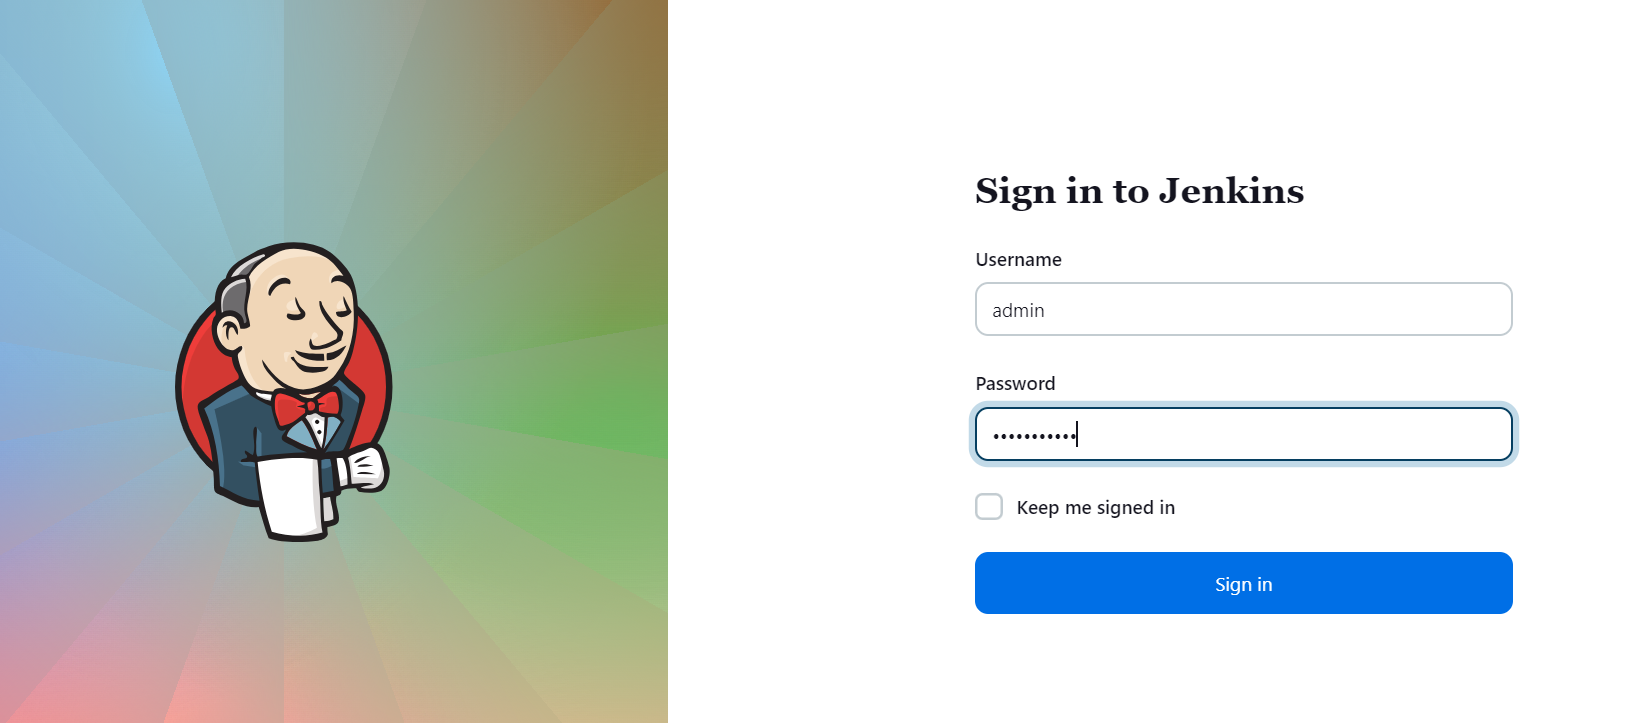 Sign in to Jenkins
Username
admin
Password
•••••••••••
Keep me signed in
Sign in